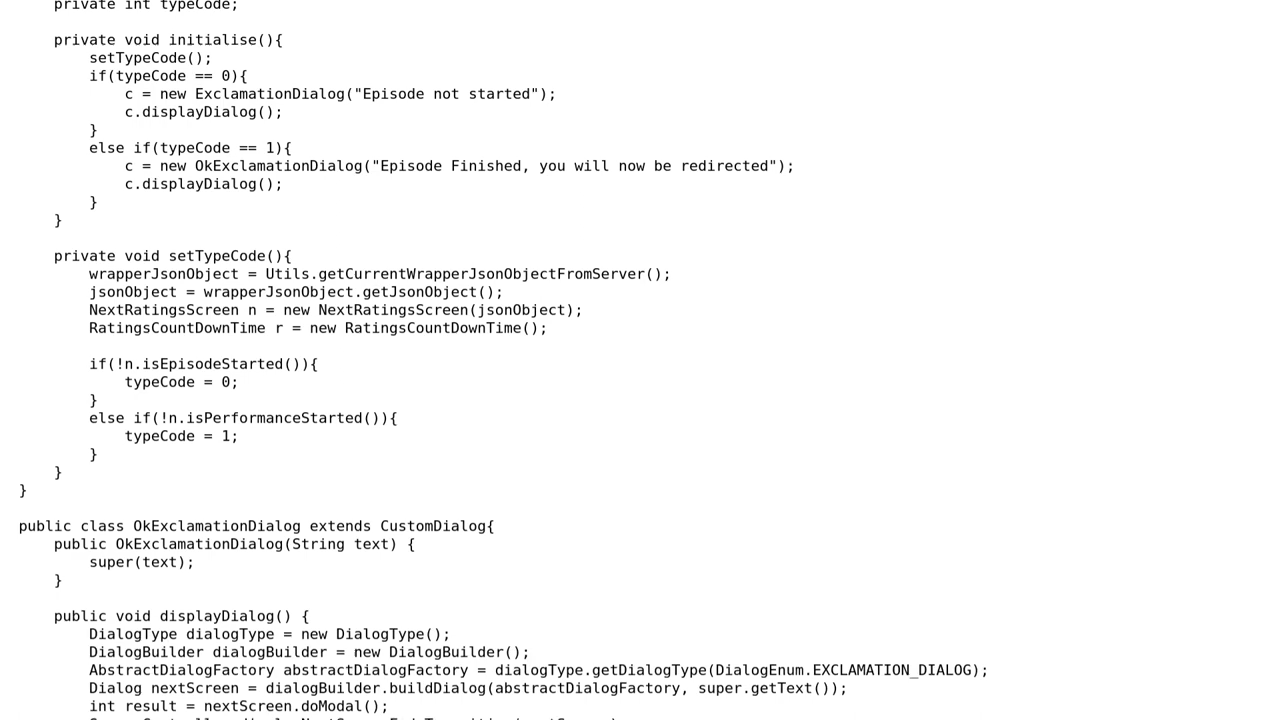 private int typeCode;
private void initialise(){
setTypeCode();
if(typeCode == 0){
c = new ExclamationDialog("Episode not started");
c.displayDialog();
}
else if(typeCode == 1){
c = new OkExclamationDialog("Episode Finished, you will now be redirected");
c.displayDialog();
}
}
private void setTypeCode(){
wrapperJsonObject = Utils.getCurrentWrapperJsonObjectFromServer();
jsonObject = wrapperJsonObject.getJsonObject();
NextRatingsScreen n = new NextRatingsScreen(jsonObject);
RatingsCountDownTime r = new RatingsCountDownTime();
if(!n.isEpisodeStarted()){
typeCode = 0;
}
else if(!n.isPerformanceStarted()){
typeCode = 1;
}
}
}
public class OkExclamationDialog extends CustomDialog{
public OkExclamationDialog(String text) {
super(text);
}
public void displayDialog() {
DialogType dialogType = new DialogType();
DialogBuilder dialogBuilder = new DialogBuilder();
AbstractDialogFactory abstractDialogFactory = dialogType.getDialogType(DialogEnum.EXCLAMATION_DIALOG);
Dialog nextScreen = dialogBuilder.buildDialog(abstractDialogFactory, super.getText());
int result = nextScreen.doModal();